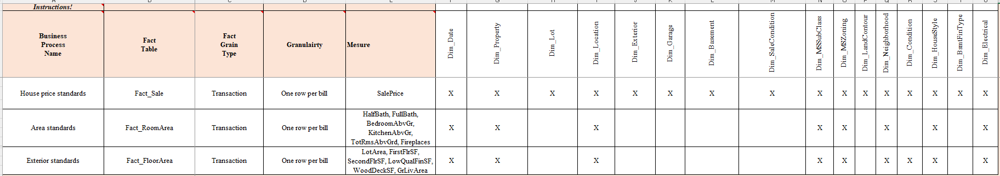 Instructions!
Business
Process
Name
Fact
Table
Fact
Grain
Type
Granulairty
Mesure
Dim_Date
Dim_Property
Dim_Lot
Dim_Location
Dim_Exterior
Dim_Garage
Dim_Basement
Dim_SaleCondition
Dim_MSSubClass
Dim_MSZoning
Dim_LandContour
Dim_Neighborhood
Dim_Condition
Dim_HouseStyle
Dim_BsmtFinType
Dim_Electrical
House price standards
Fact_Sale
Transaction
One row per bill
SalePrice
X X X X X X X X X X X X X X X X
Area standards
Fact_RoomArea
Transaction
One row per bill
HalfBath, FullBath,
BedroomAbvGr,
KitchenAbvGr,
TotRmsAbvGrd, Fireplaces
X X X X X X X X
Exterior standards
Fact_FloorArea
Transaction
One row per bill
LotArea, FirstFlrSF,
SecondFlrSF, LowQualFinSF,
WoodDeckSF, GrLivArea
X X X X X X X X X